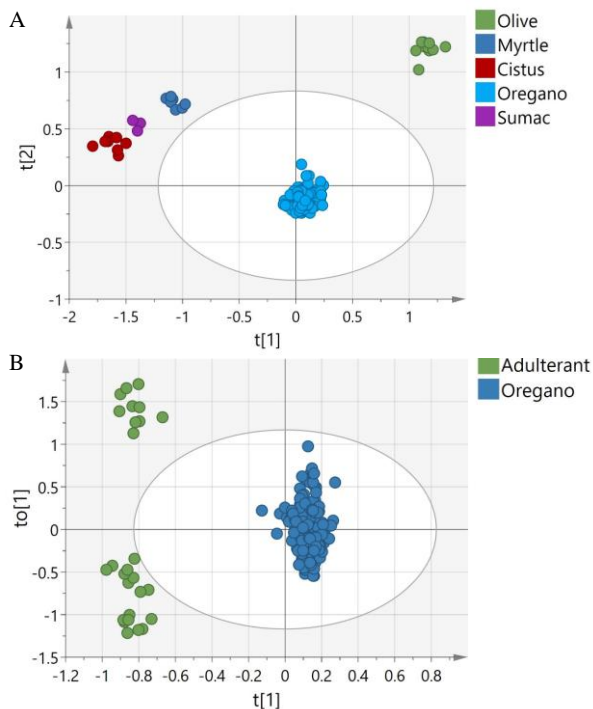 A
Olive
Myrtle
Cistus
Oregano
Sumac
1
0.5
0
-0.5
-1
t[2]
-2 -1.5 -1 -0.5 0 0.5 1
t[1]
B
Adulterant
Oregano
1.5
1
0.5
0
-0.5
-1
-1.5
to[1]
-1.2 -1 -0.8 -0.6 -0.4 -0.2 0 0.2 0.4 0.6 0.8
t[1]